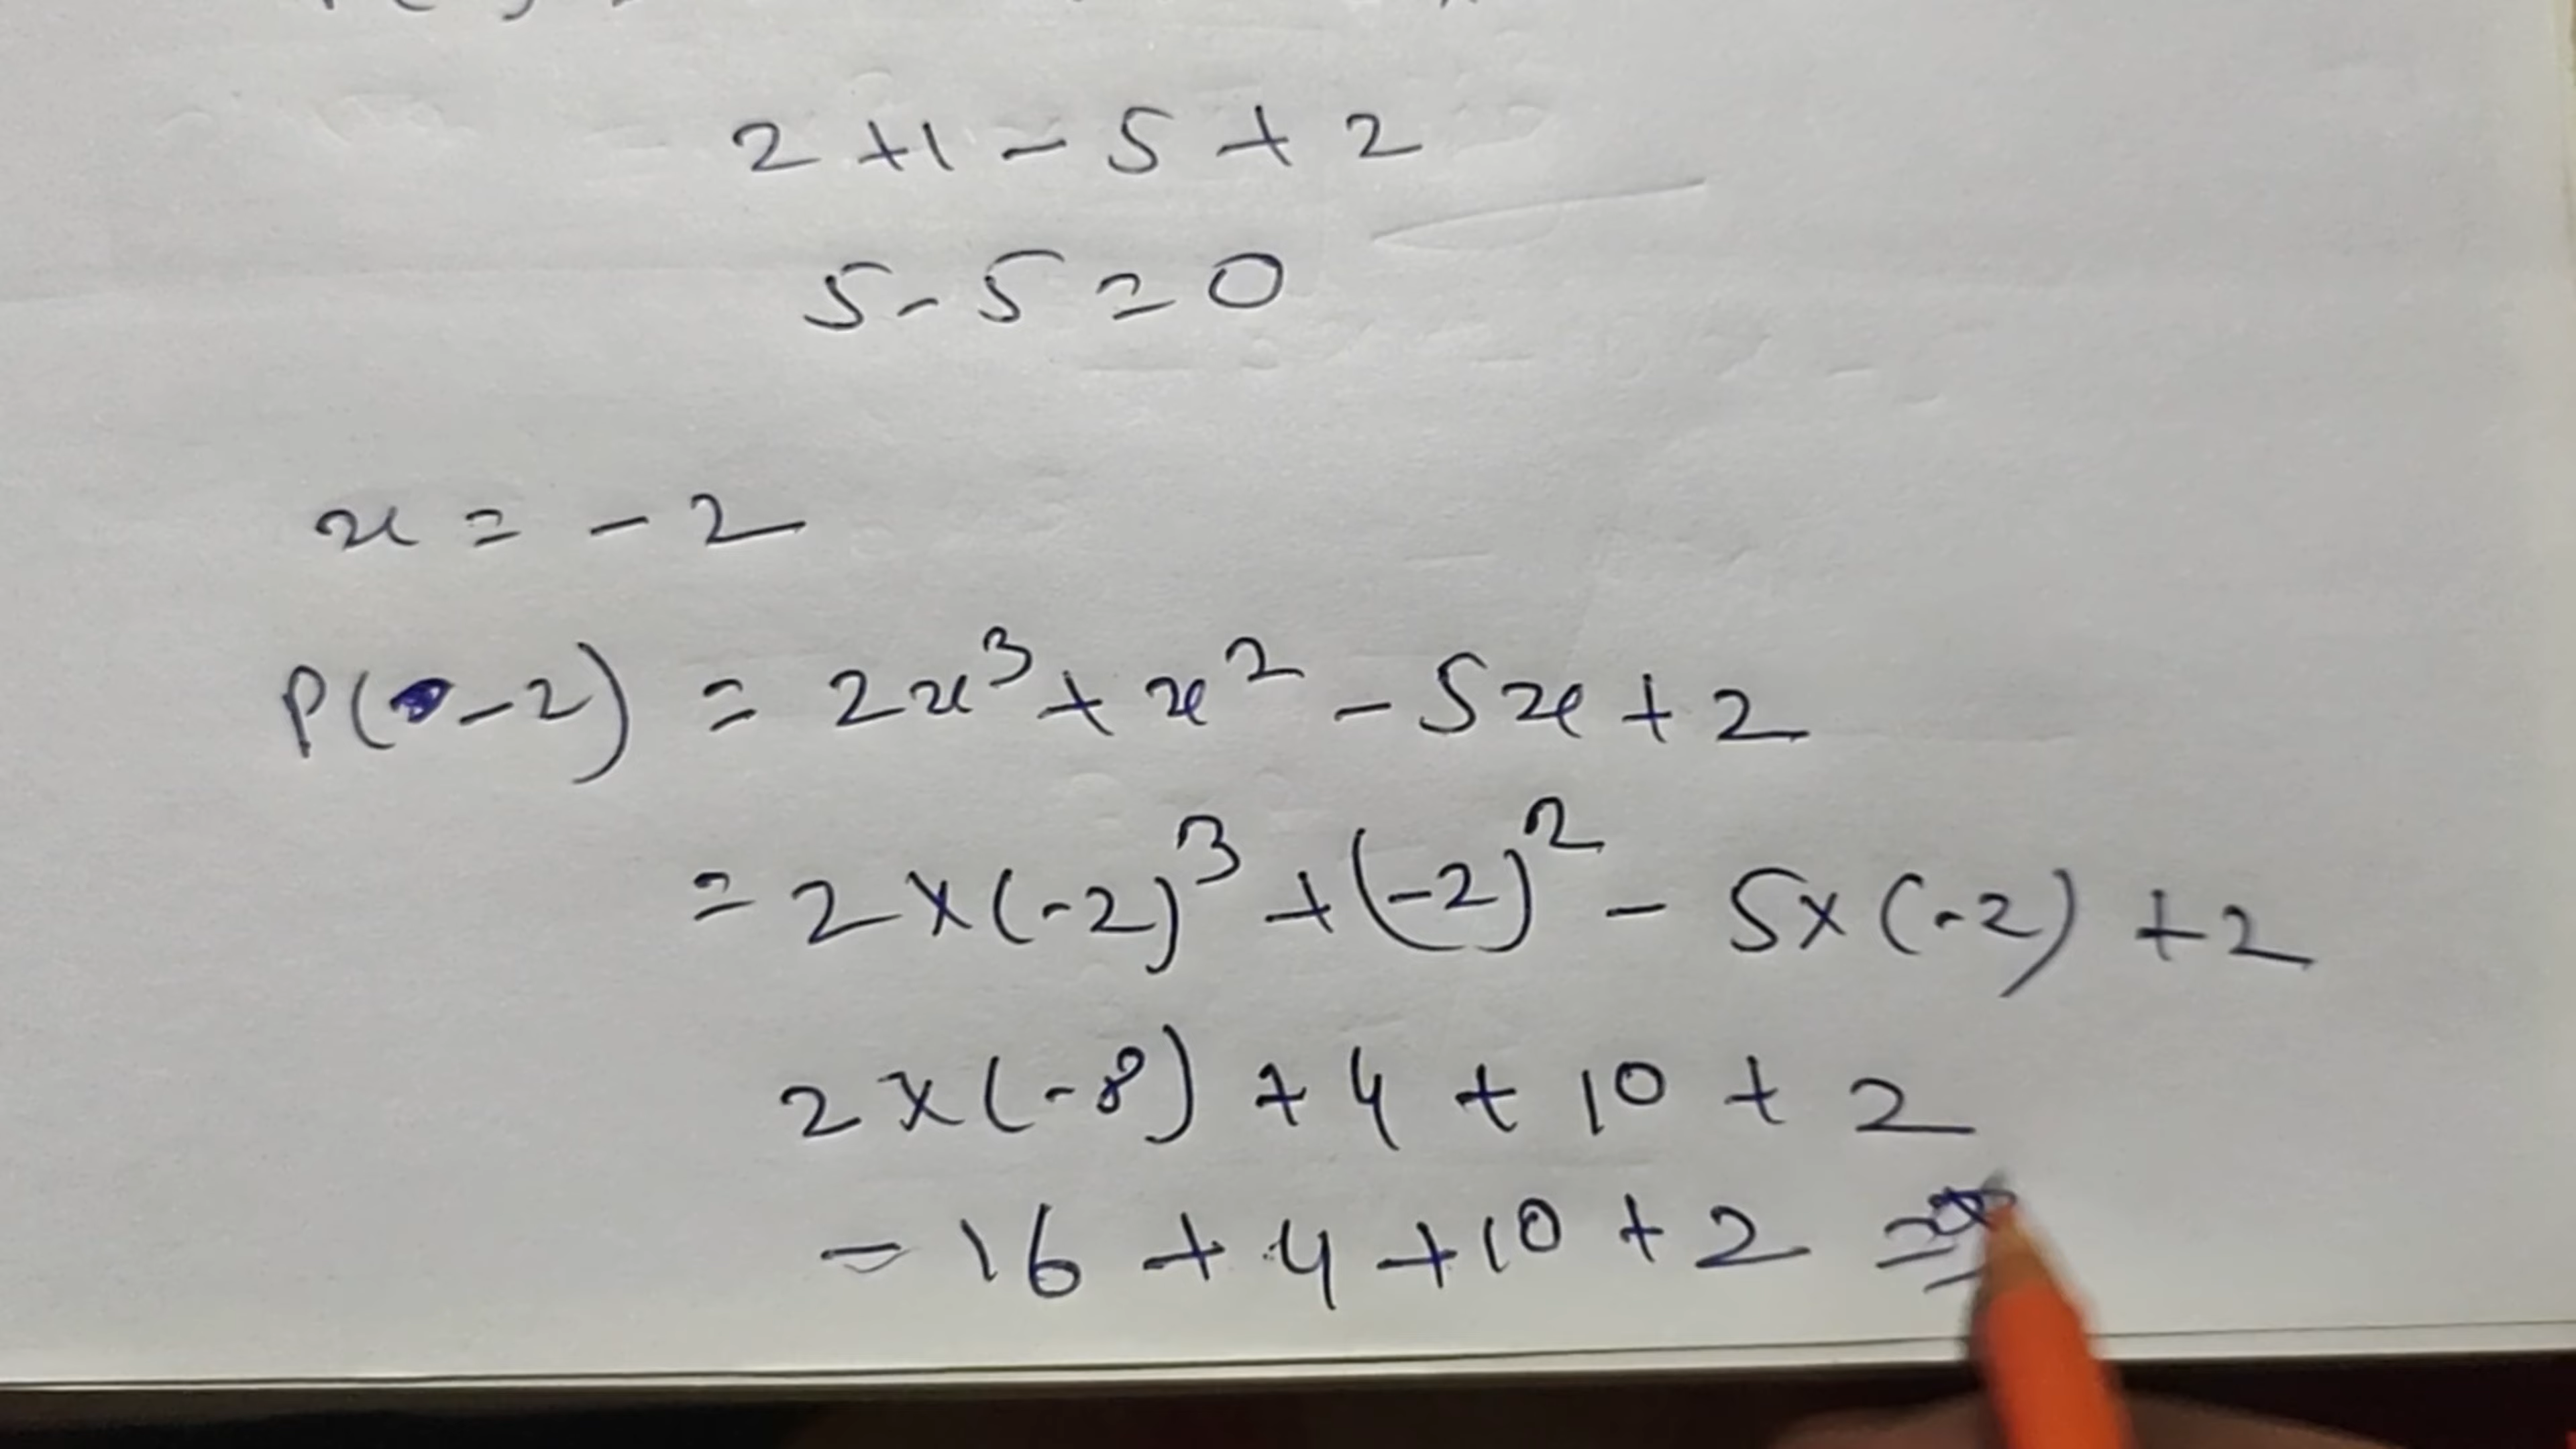 2 + 1 - 5 + 2
5 - 5 = 0
x = - 2
P( -2) = 2x³ + x² - 5x + 2
= 2 × (-2)³ + (-2)² - 5 × (-2) + 2
2 × (-8) + 4 + 10 + 2
- 16 + 4 + 10 + 2 =